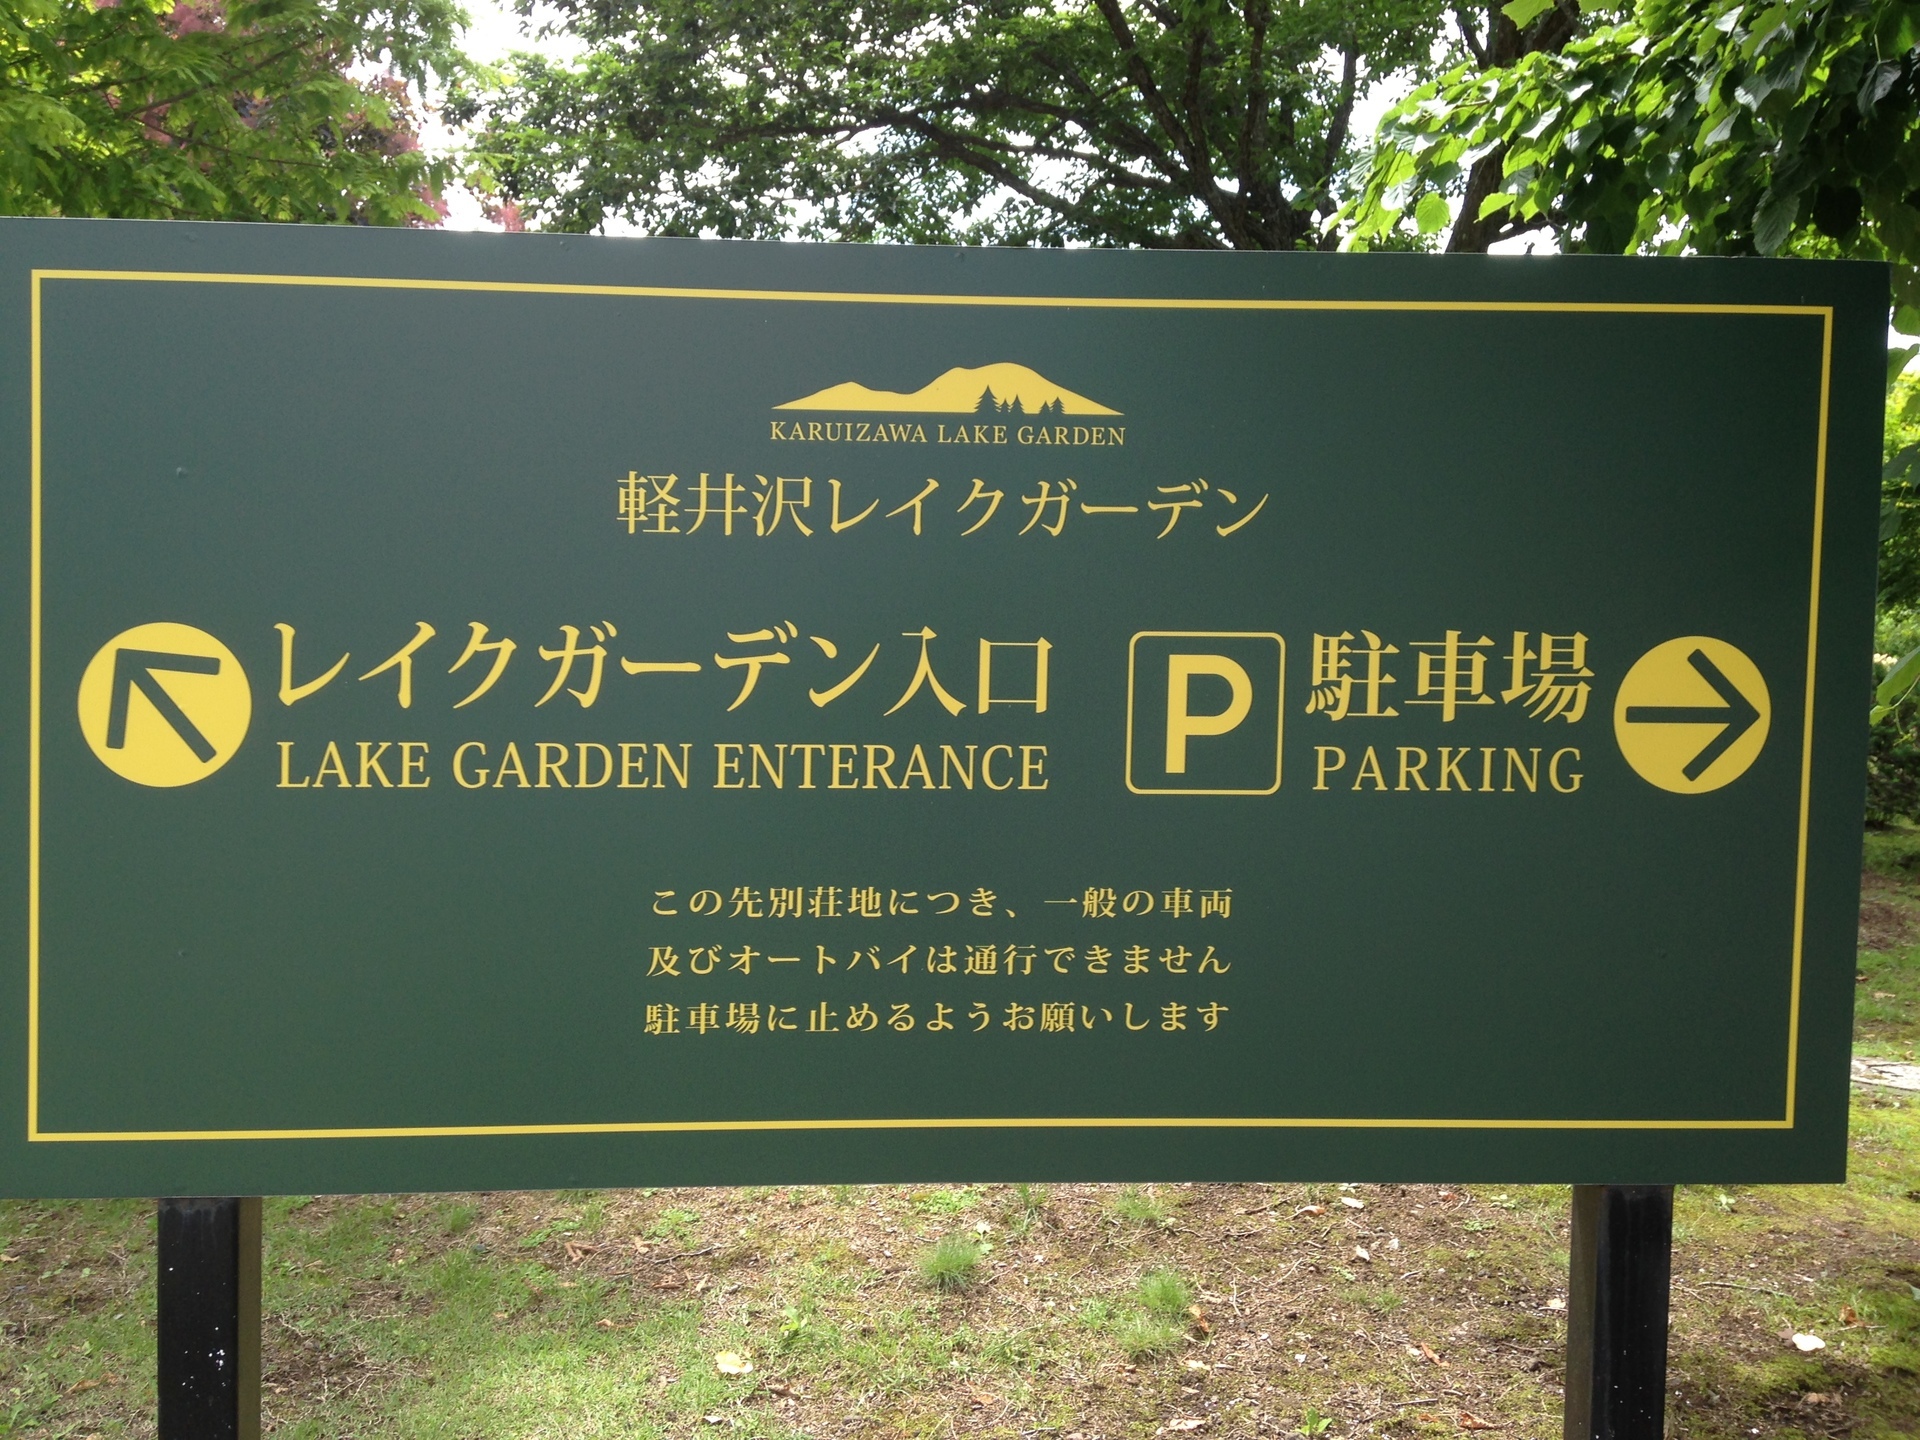 KARUIZAWA LAKE GARDEN
軽井沢レイクガーデン
レイクガーデン入口
LAKE GARDEN ENTERANCE
P
駐車場
PARKING
この先別荘地につき、一般の車両
及びオートバイは通行できません
駐車場に止めるようお願いします